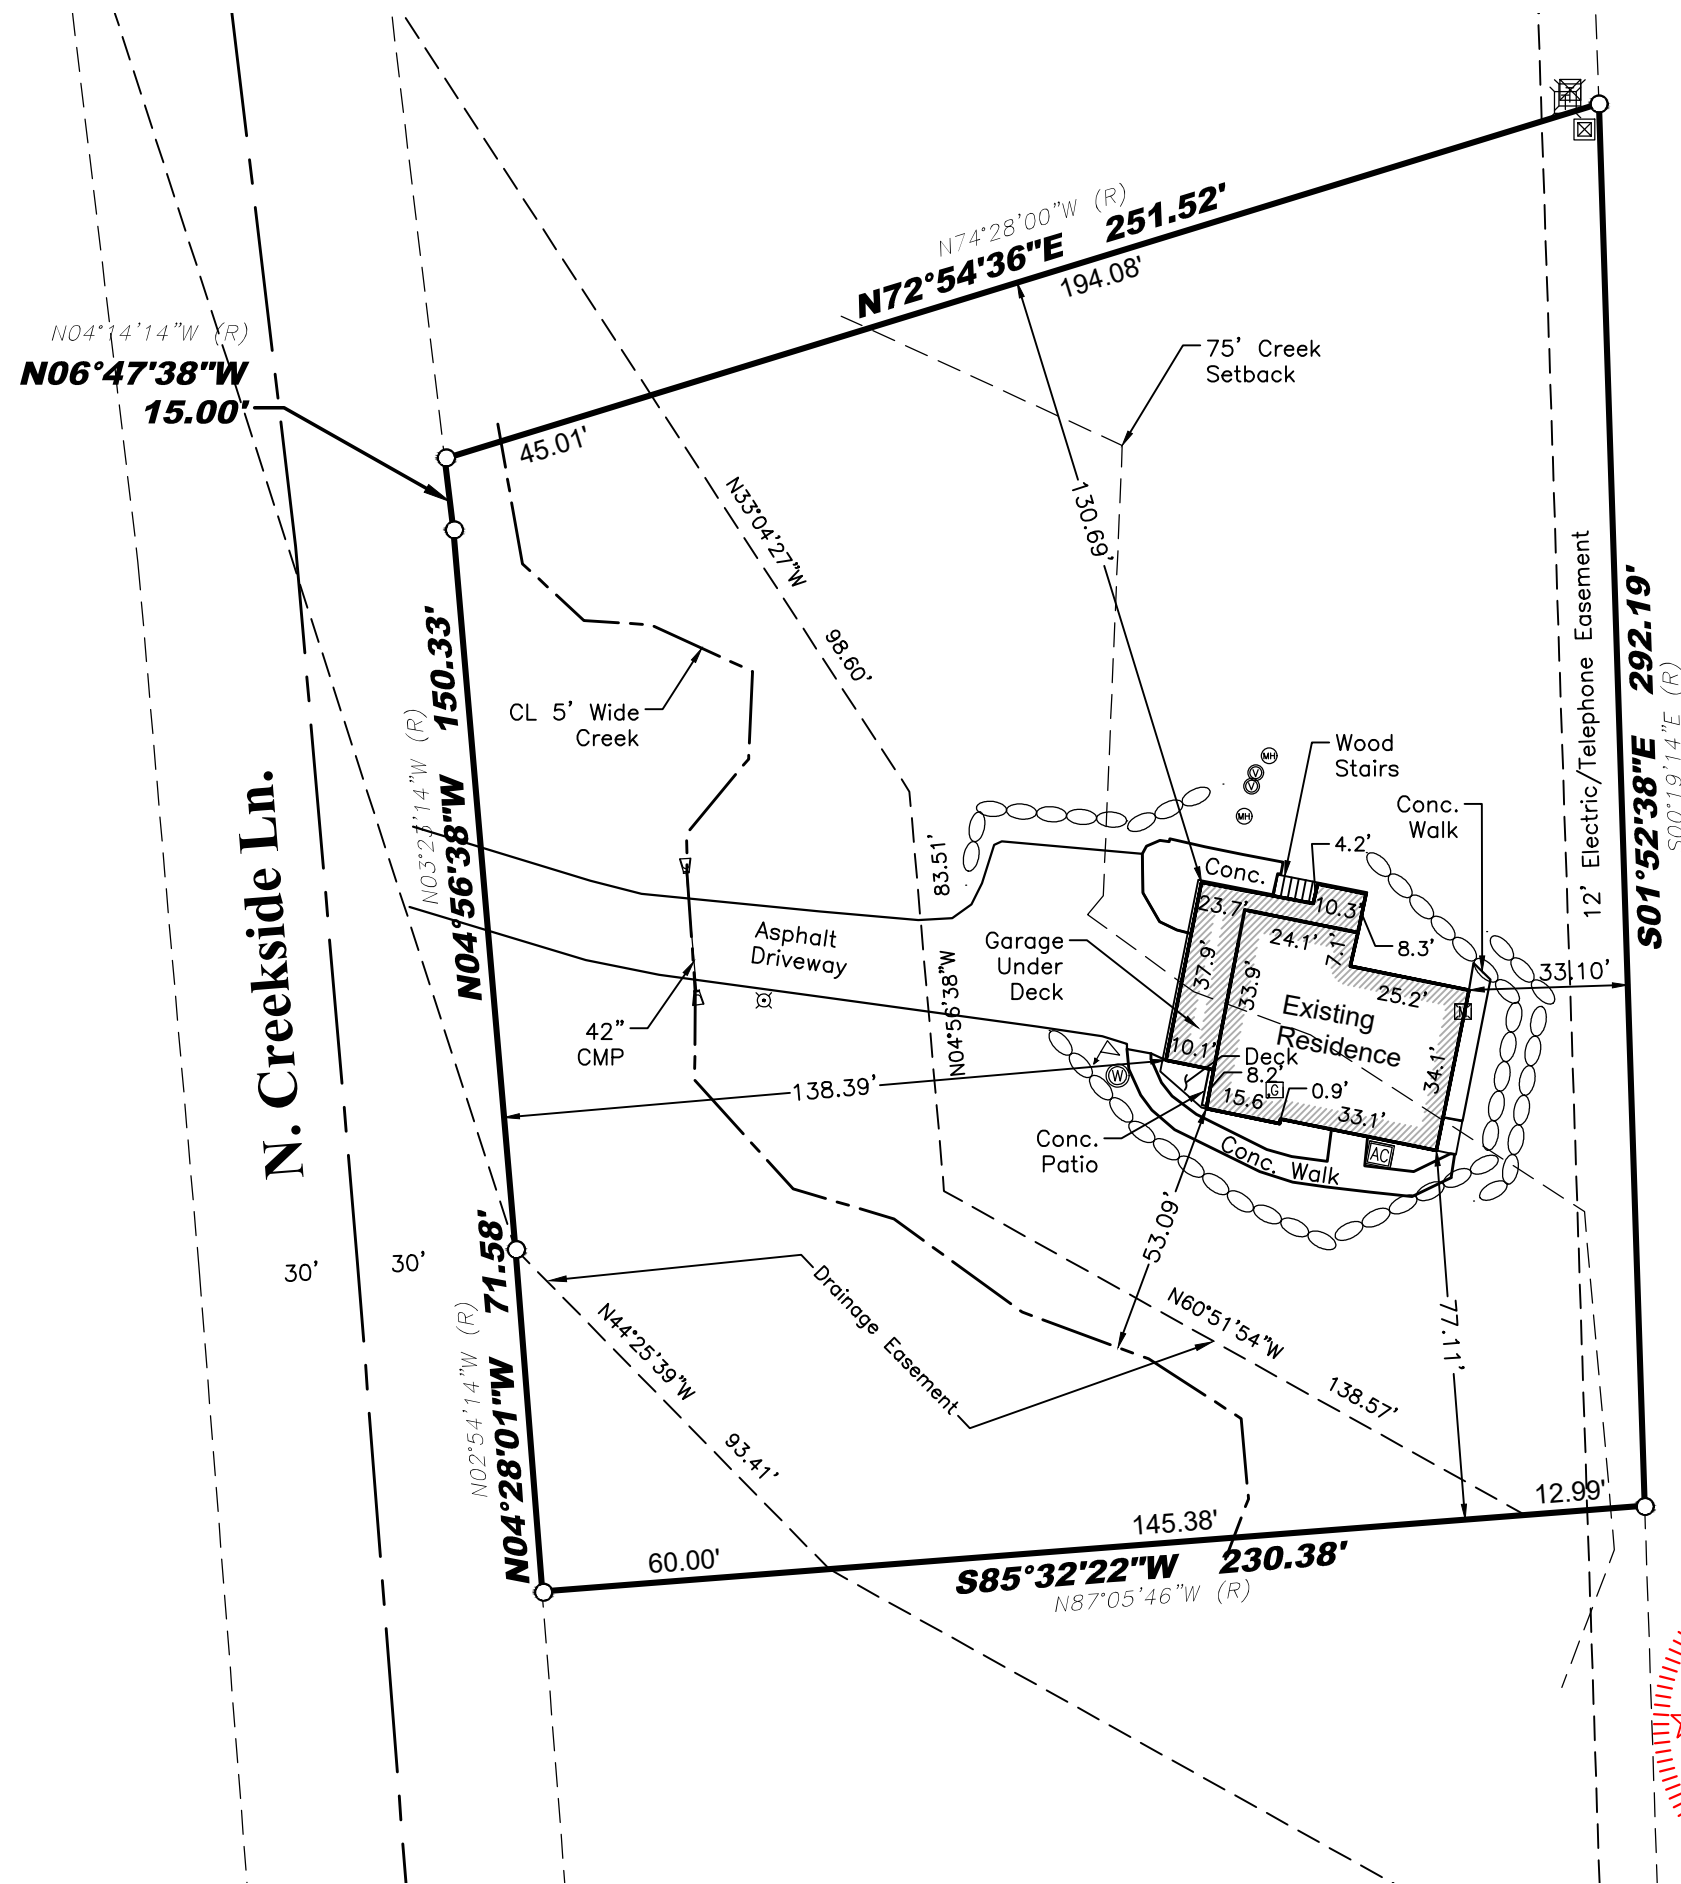 N74°28'00"W (R)
N72°54'36"E 251.52'
194.08'
N04°14'14"W (R)
N06°47'38"W
15.00'
45.01'
75' Creek
Setback
130.69'
N33°04'27"W
98.60'
12' Electric/Telephone Easement
S01°52'38"E 292.19'
S00°19'14"E (R)
N03°23'14"W (R)
N04°56'38"W 150.33'
CL 5' Wide
Creek
N. Creekside Ln.
MH
V
V
MH
Wood
Stairs
Conc.
Walk
4.2'
83.51'
Conc.
23.7'
10.3'
8.3'
Asphalt
Driveway
Garage
Under
Deck
24.1'
7.1'
37.9'
33.9'
25.2'
33.10'
Existing
Residence
M
N04°56'38"W
42"
CMP
10.1'
Deck
8.2'
W
G
0.9'
15.6'
33.1'
34.1'
138.39'
Conc.
Patio
Conc. Walk
AC
53.09'
30'
30'
N02°54'14"W (R)
N04°28'01"W 71.58'
Drainage Easement
N44°25'39"W
93.41'
N60°51'54"W
138.57'
77.11'
12.99'
145.38'
60.00'
S85°32'22"W 230.38'
N87°05'46"W (R)